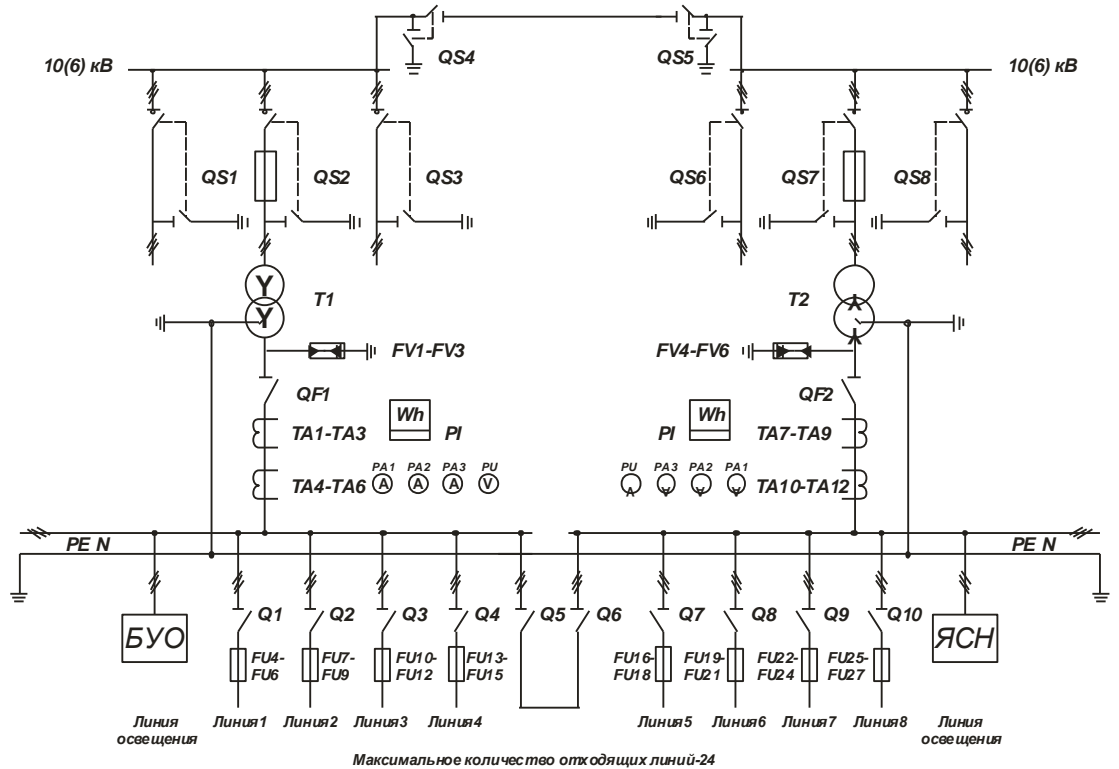 QS4 QS5
10(6) кВ 10(6) кВ
QS1 QS2 QS3 QS6 QS7 QS8
Y
Y
T1 T2
FV1-FV3 FV4-FV6
QF1 QF2
Wh Wh
TA1-TA3 PI PI TA7-TA9
PA1 PA2 PA3 PU PU PA3 PA2 PA1
TA4-TA6 A A A V A A A A TA10-TA12
PE N PE N
Q1 Q2 Q3 Q4 Q5 Q6 Q7 Q8 Q9 Q10
БУО ЯСН
FU4- FU7- FU10- FU13- FU16- FU19- FU22- FU25-
FU6 FU9 FU12 FU15 FU18 FU21 FU24 FU27
Линия Линия1 Линия2 Линия3 Линия4 Линия5 Линия6 Линия7 Линия8 Линия
освещения освещения
Максимальное количество отходящих линий-24